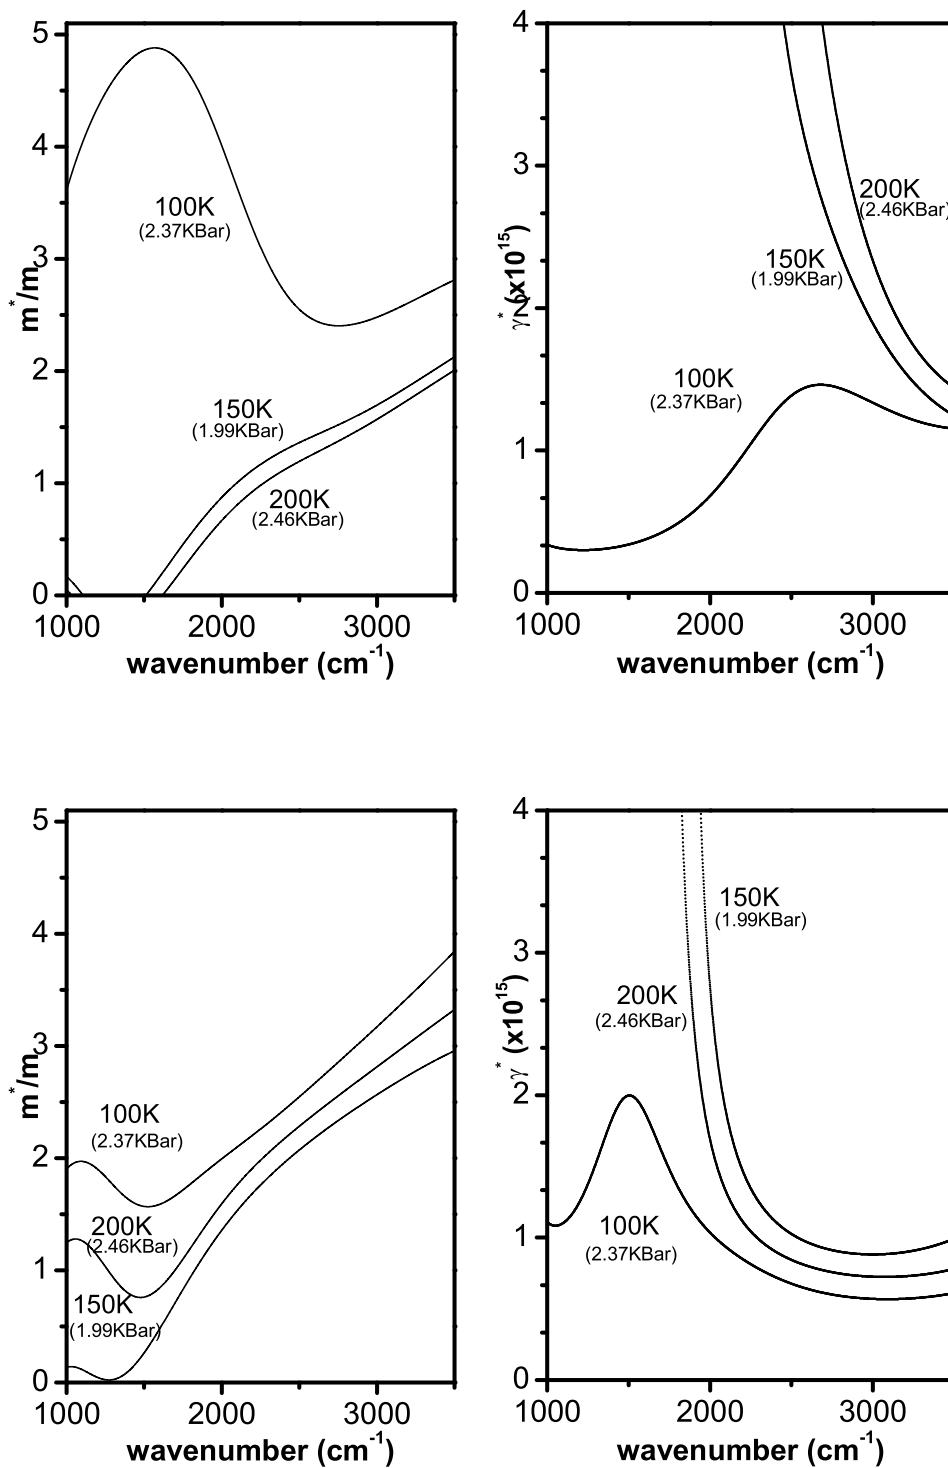 5
4
3
2
1
0
m*/m
100K
(2.37KBar)
150K
(1.99KBar)
200K
(2.46KBar)
1000 2000 3000
wavenumber (cm-1)
4
3
2
1
0
γ* (x10^15)
200K
(2.46KBar)
150K
(1.99KBar)
100K
(2.37KBar)
1000 2000 3000
wavenumber (cm-1)
5
4
3
2
1
0
m*/m
100K
(2.37KBar)
200K
(2.46KBar)
150K
(1.99KBar)
1000 2000 3000
wavenumber (cm-1)
4
3
2
1
0
γ* (x10^15)
150K
(1.99KBar)
200K
(2.46KBar)
100K
(2.37KBar)
1000 2000 3000
wavenumber (cm-1)